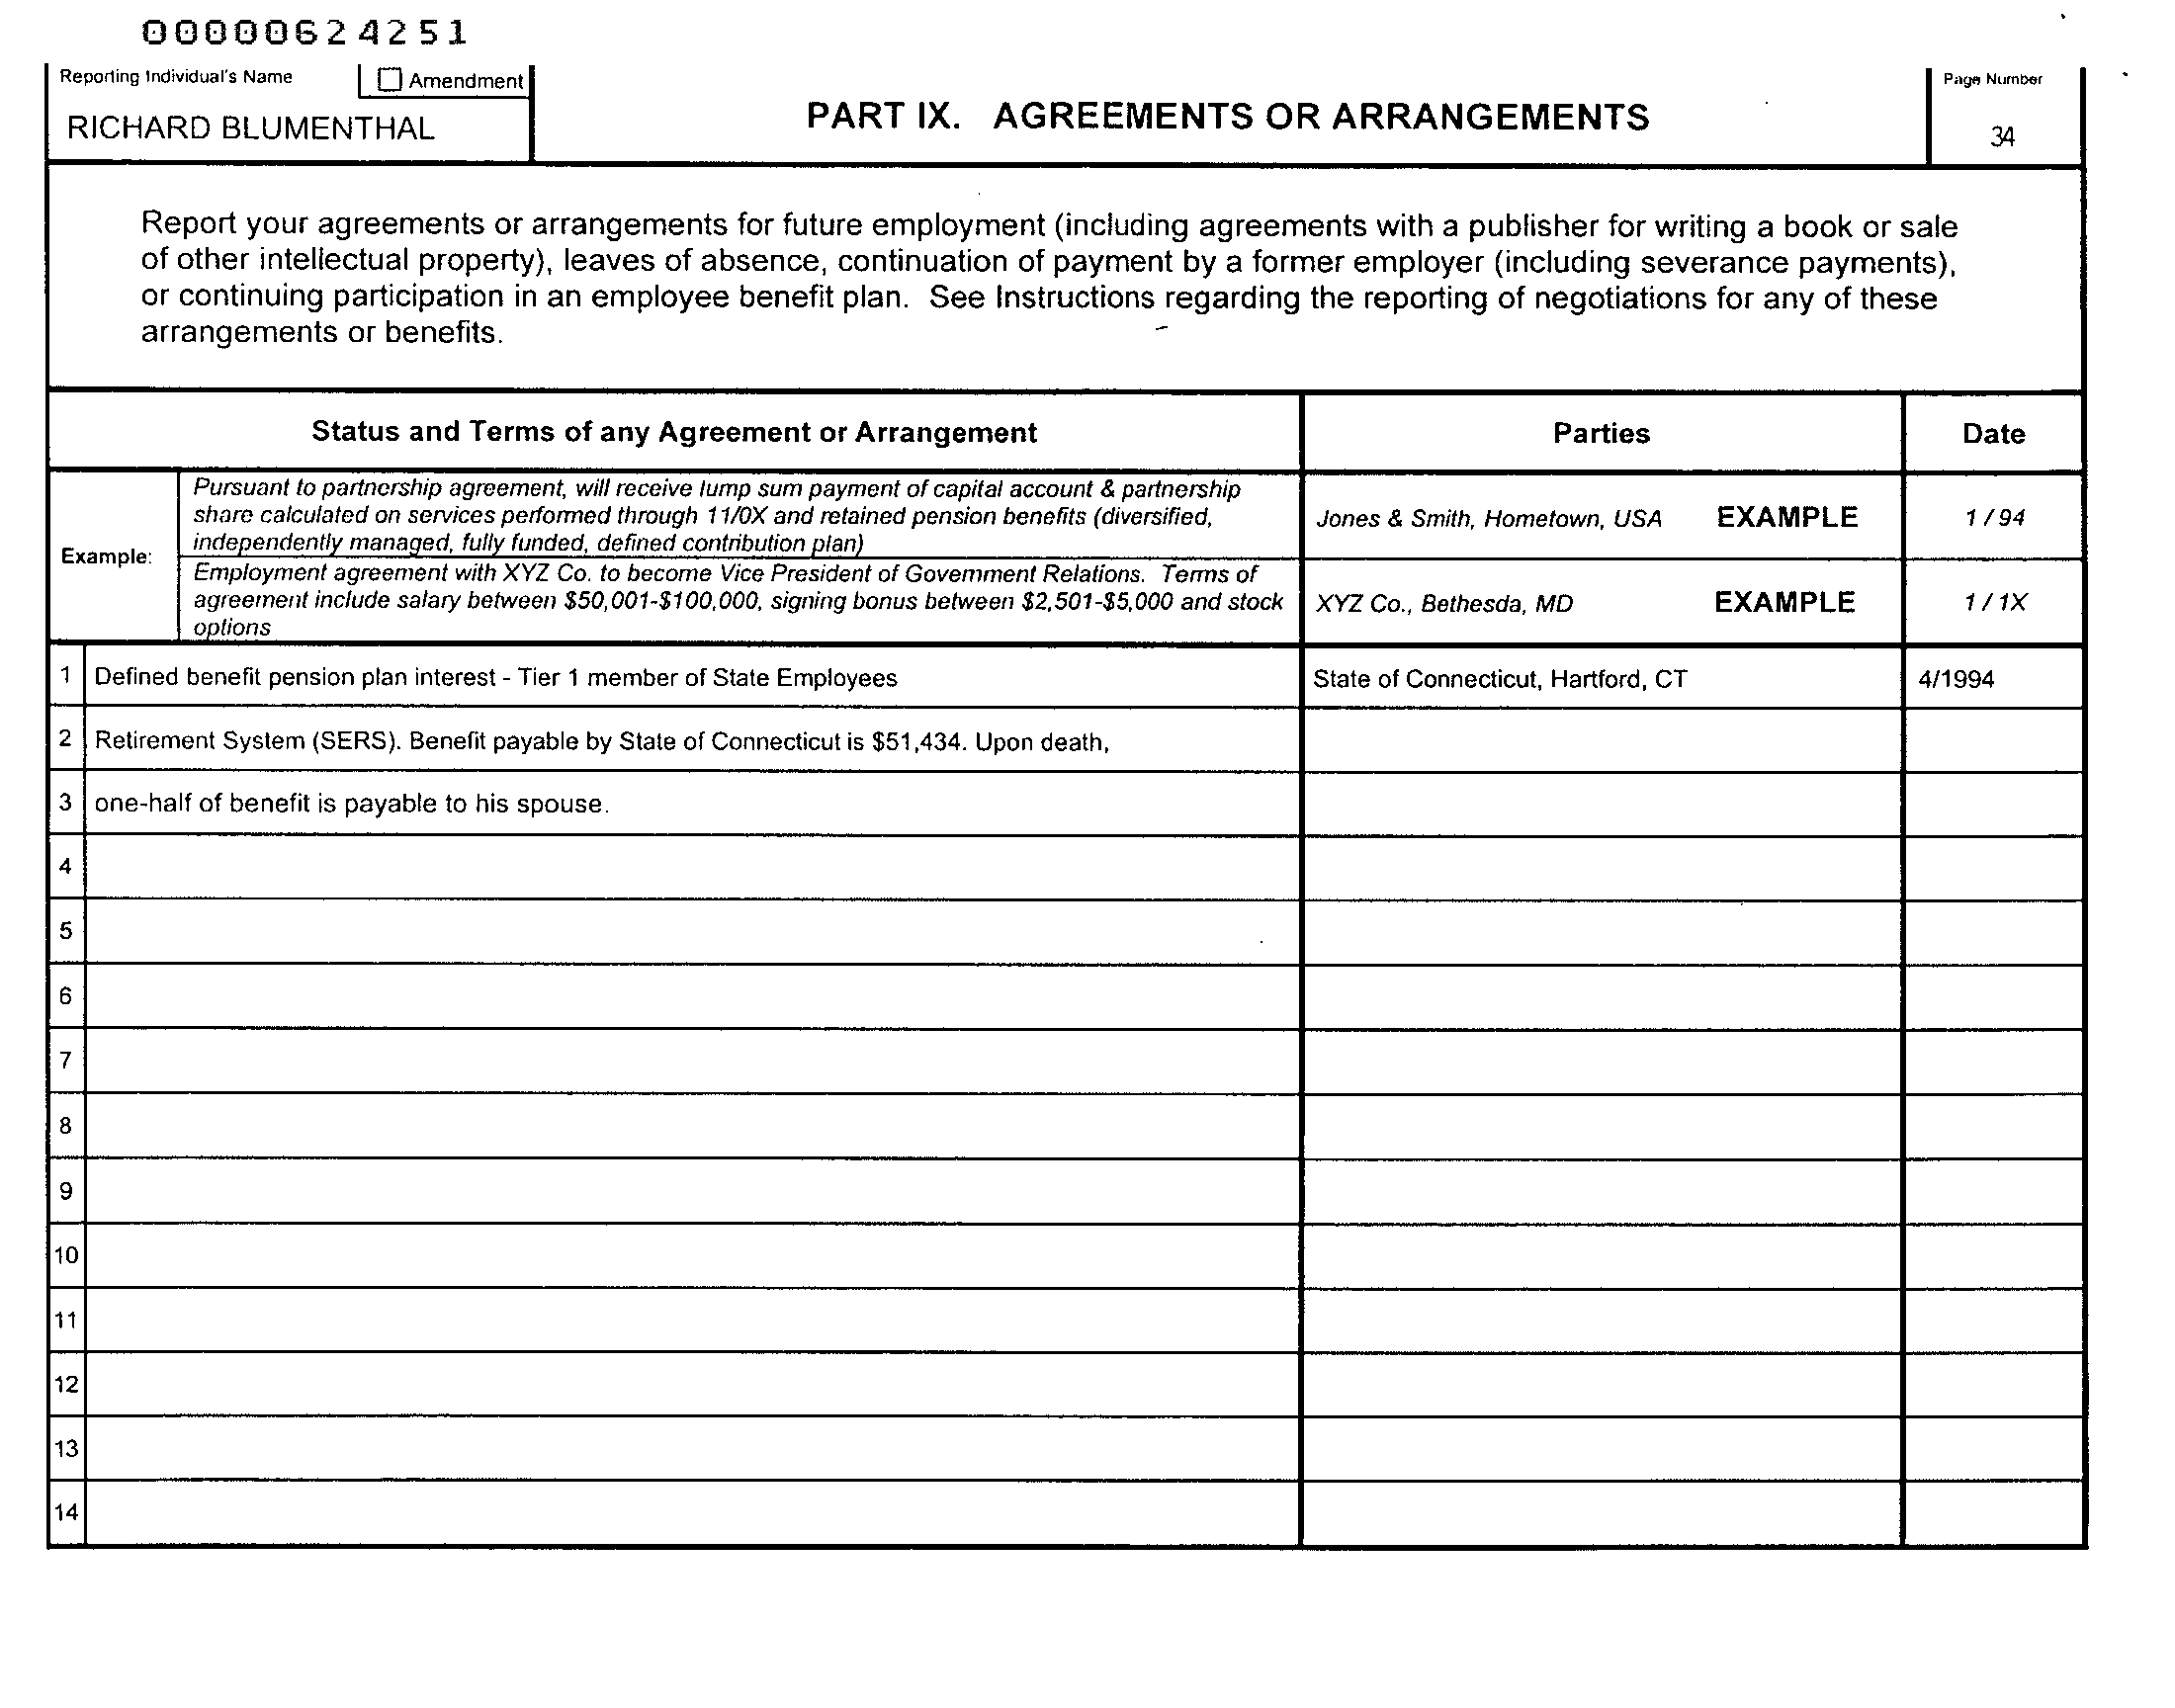 00000624251
Reporting Individual's Name
Amendment
RICHARD BLUMENTHAL
PART IX. AGREEMENTS OR ARRANGEMENTS
Page Number
34
Report your agreements or arrangements for future employment (including agreements with a publisher for writing a book or sale
of other intellectual property), leaves of absence, continuation of payment by a former employer (including severance payments),
or continuing participation in an employee benefit plan. See Instructions regarding the reporting of negotiations for any of these
arrangements or benefits.
Status and Terms of any Agreement or Arrangement
Parties
Date
Example:
Pursuant to partnership agreement, will receive lump sum payment of capital account & partnership
share calculated on services performed through 11/0X and retained pension benefits (diversified,
independently managed, fully funded, defined contribution plan)
Jones & Smith, Hometown, USA EXAMPLE
1 / 94
Employment agreement with XYZ Co. to become Vice President of Government Relations. Terms of
agreement include salary between $50,001-$100,000, signing bonus between $2,501-$5,000 and stock
options
XYZ Co., Bethesda, MD EXAMPLE
1 / 1X
1 Defined benefit pension plan interest - Tier 1 member of State Employees State of Connecticut, Hartford, CT 4/1994
2 Retirement System (SERS). Benefit payable by State of Connecticut is $51,434. Upon death,
3 one-half of benefit is payable to his spouse.
4
5
6
7
8
9
10
11
12
13
14